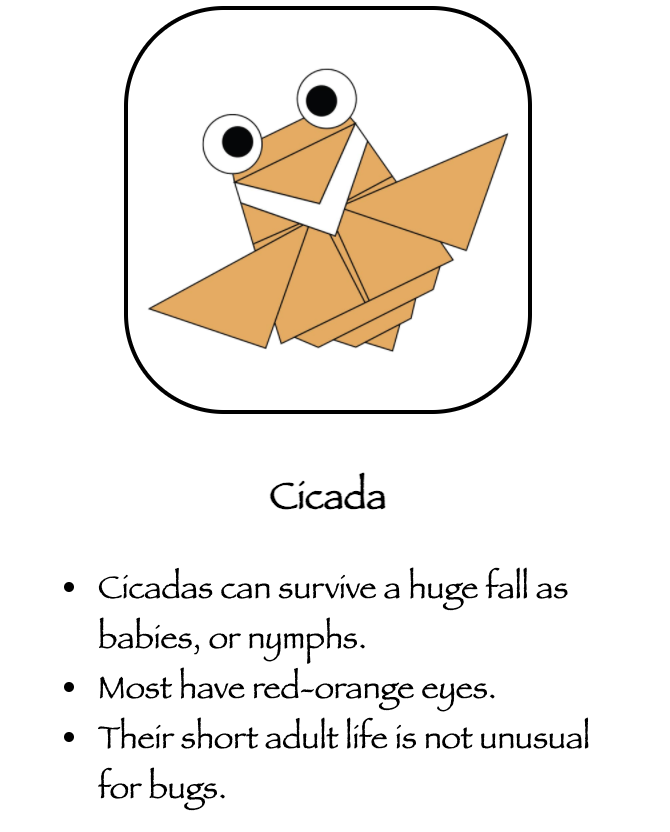 Cicada
• Cicadas can survive a huge fall as
babies, or nymphs.
• Most have red-orange eyes.
• Their short adult life is not unusual
for bugs.